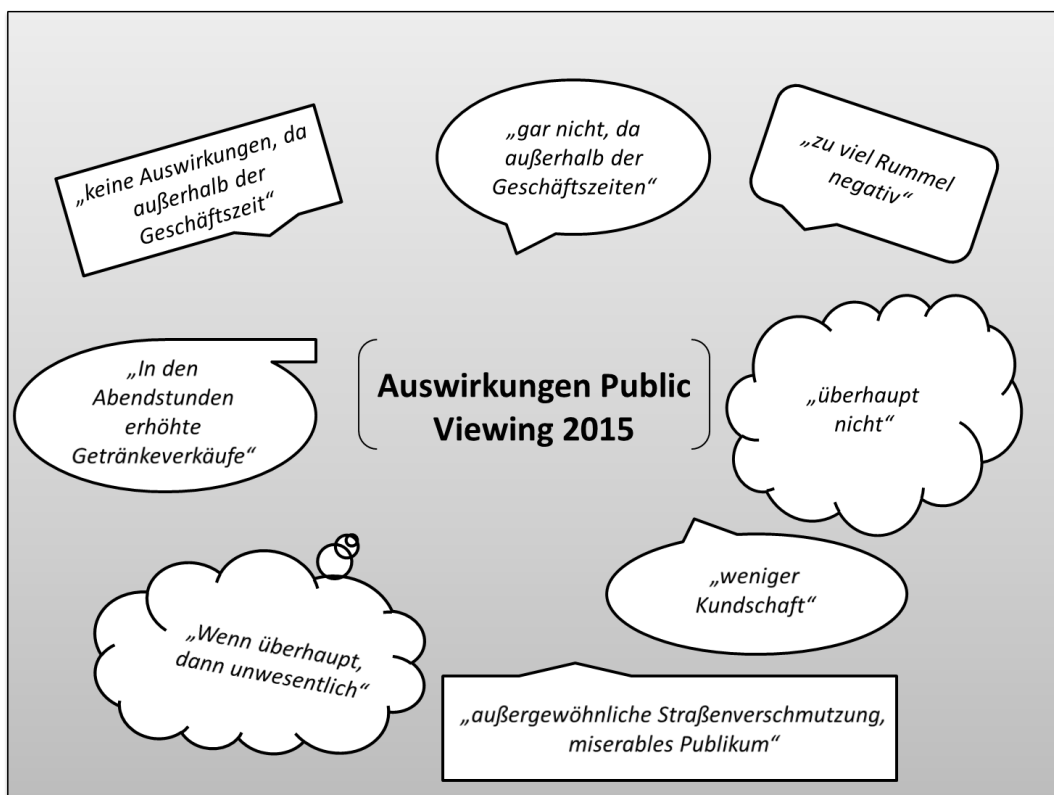 „keine Auswirkungen, da
außerhalb der
Geschäftszeit“
„gar nicht, da
außerhalb der
Geschäftszeiten“
„zu viel Rummel
negativ“
„In den
Abendstunden
erhöhte
Getränkeverkäufe“
Auswirkungen Public
Viewing 2015
„überhaupt
nicht“
„weniger
Kundschaft“
„Wenn überhaupt,
dann unwesentlich“
„außergewöhnliche Straßenverschmutzung,
miserables Publikum“